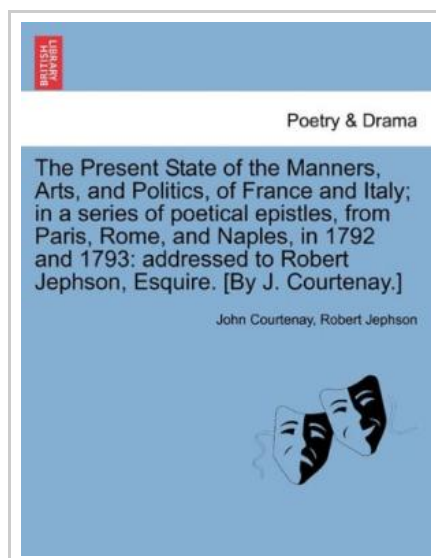 BRITISH
LIBRARY
Poetry & Drama
The Present State of the Manners,
Arts, and Politics, of France and Italy;
in a series of poetical epistles, from
Paris, Rome, and Naples, in 1792
and 1793: addressed to Robert
Jephson, Esquire. [By J. Courtenay.]
John Courtenay, Robert Jephson